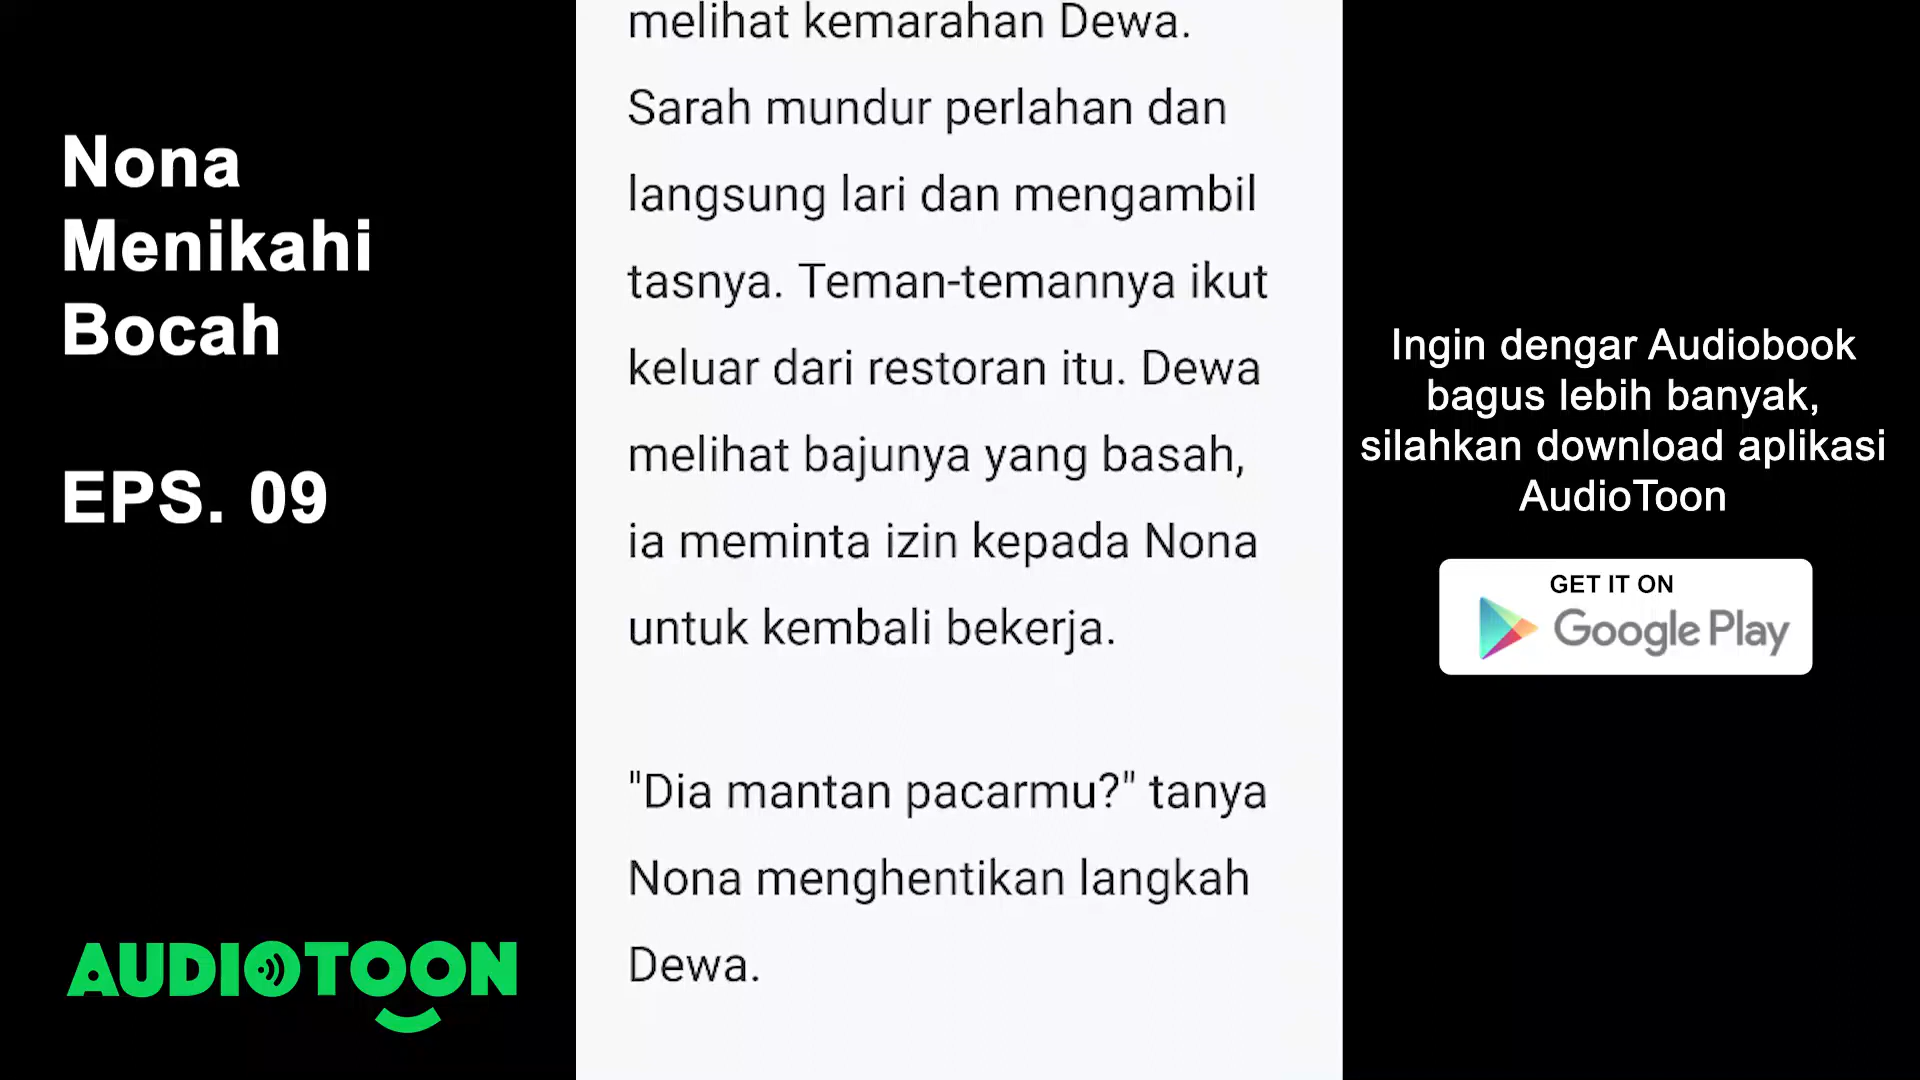 Nona
Menikahi
Bocah
EPS. 09
AUDIOTOON
melihat kemarahan Dewa.
Sarah mundur perlahan dan
langsung lari dan mengambil
tasnya. Teman-temannya ikut
keluar dari restoran itu. Dewa
melihat bajunya yang basah,
ia meminta izin kepada Nona
untuk kembali bekerja.
"Dia mantan pacarmu?" tanya
Nona menghentikan langkah
Dewa.
Ingin dengar Audiobook
bagus lebih banyak,
silahkan download aplikasi
AudioToon
GET IT ON
Google Play